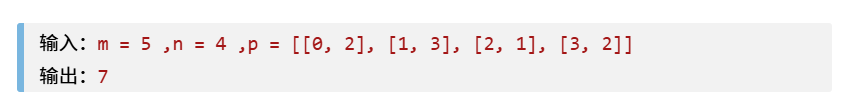 输入：m = 5 ,n = 4 ,p = [[0, 2], [1, 3], [2, 1], [3, 2]]
输出：7